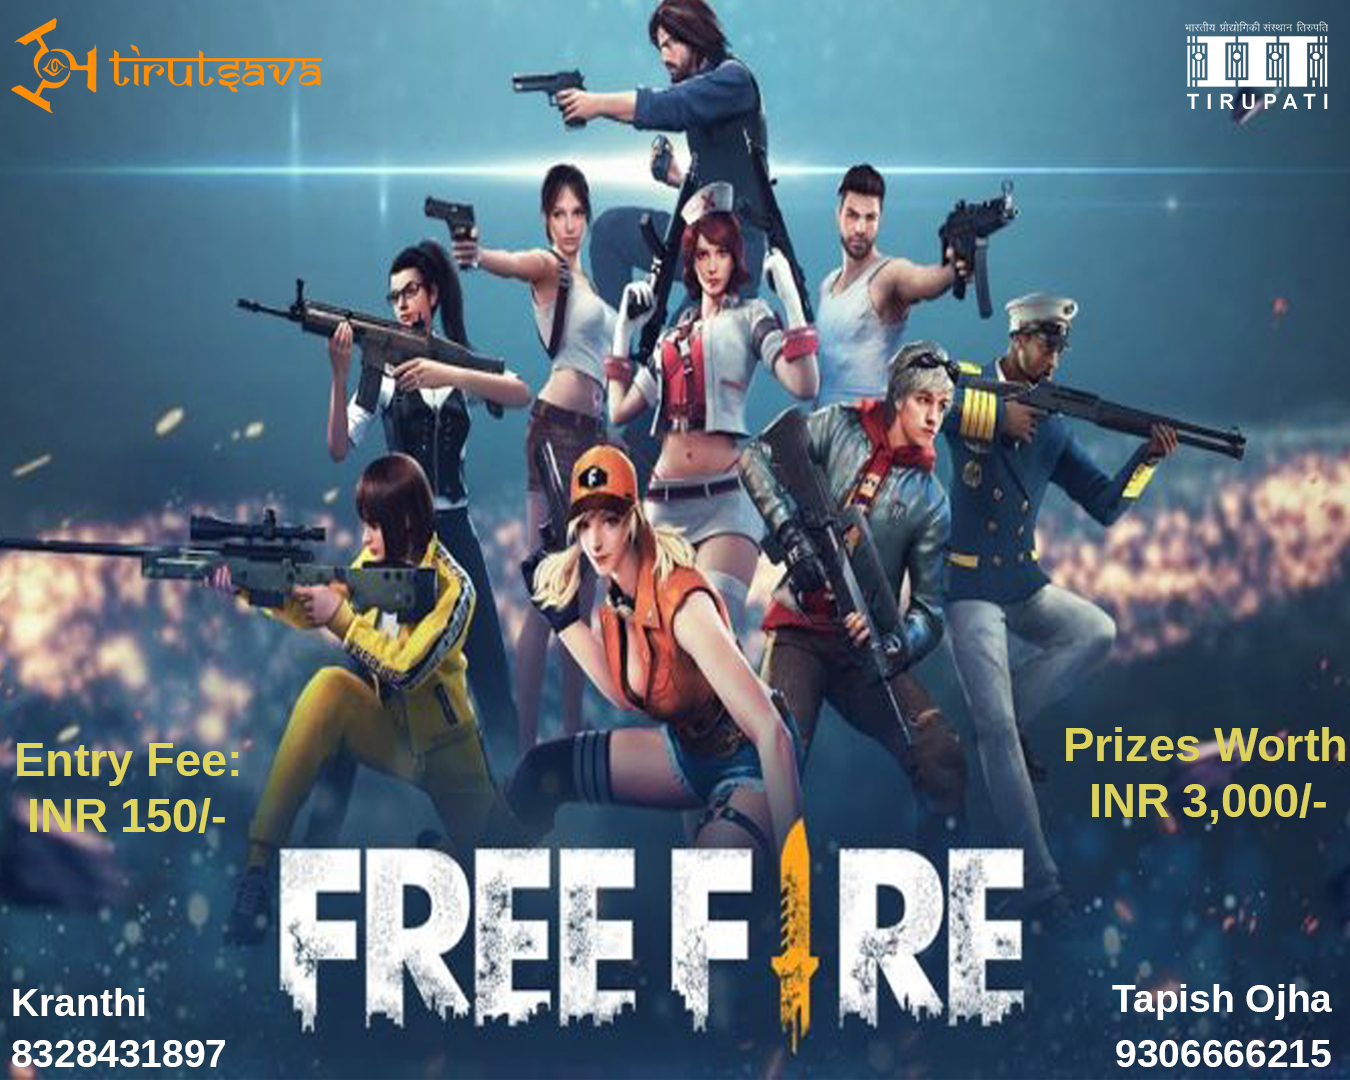 tirutsava
भारतीय प्रौद्योगिकी संस्थान तिरुपति
TIRUPATI
Entry Fee:
INR 150/-
Prizes Worth
INR 3,000/-
FREE FIRE
Kranthi
8328431897
Tapish Ojha
9306666215